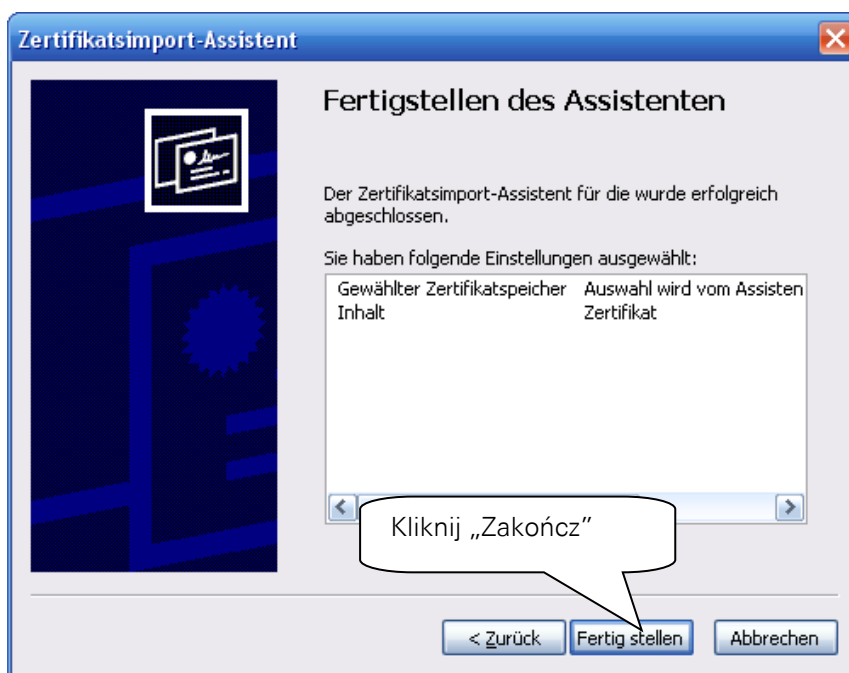 Zertifikatsimport-Assistent
Fertigstellen des Assistenten
Der Zertifikatsimport-Assistent für die wurde erfolgreich
abgeschlossen.
Sie haben folgende Einstellungen ausgewählt:
Gewählter Zertifikatspeicher Auswahl wird vom Assisten
Inhalt Zertifikat
Kliknij „Zakończ”
< Zurück Fertig stellen Abbrechen